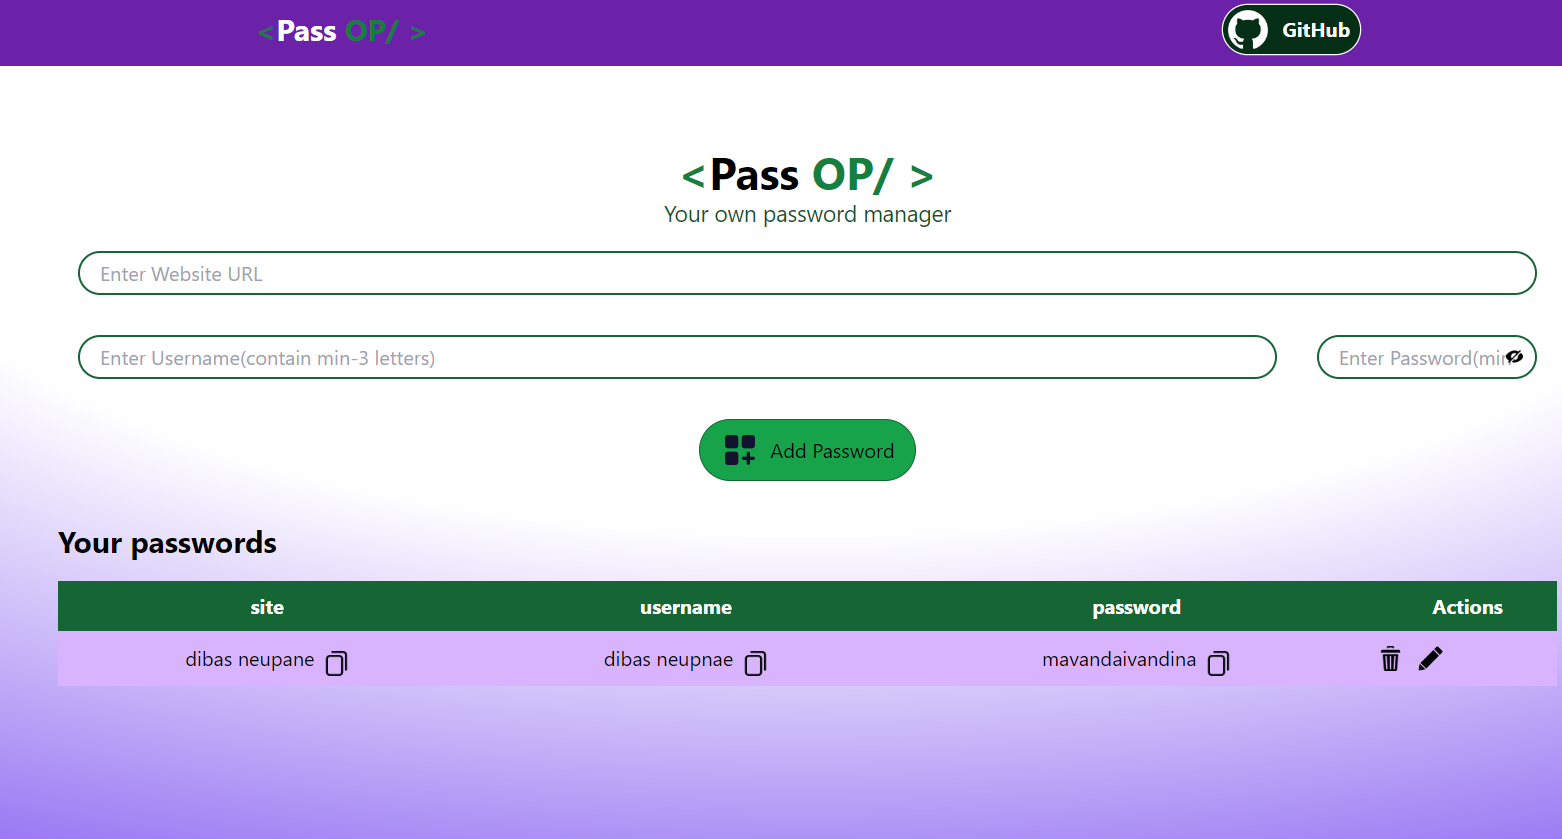 <Pass OP/ >
GitHub
<Pass OP/ >
Your own password manager
Enter Website URL
Enter Username(contain min-3 letters)
Enter Password(min
Add Password
Your passwords
site username password Actions
dibas neupane dibas neupnae mavandaivandina